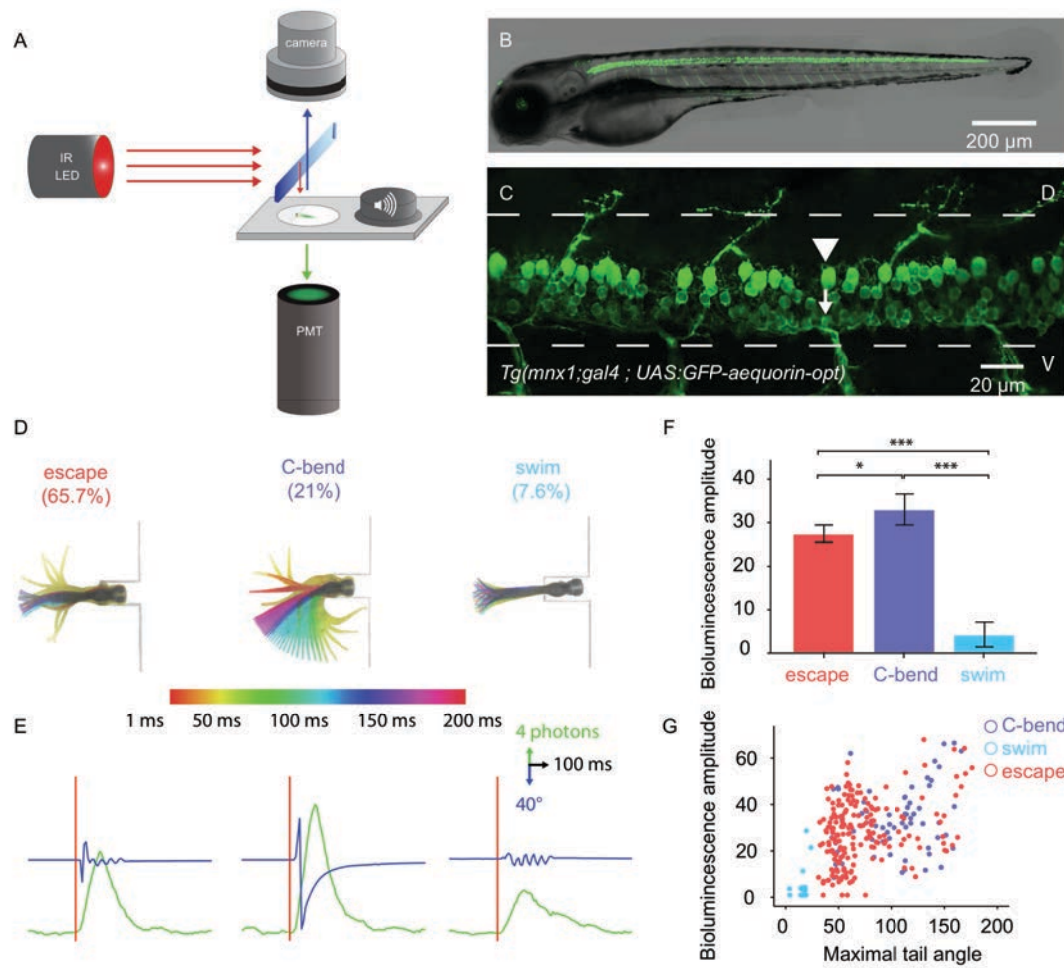 A
camera
IR
LED
PMT
B
200 µm
C
D
Tg(mnx1;gal4 ; UAS:GFP-aequorin-opt)
V
20 µm
D
escape
(65.7%)
C-bend
(21%)
swim
(7.6%)
1 ms 50 ms 100 ms 150 ms 200 ms
E
4 photons
100 ms
40°
F
Bioluminescence amplitude
***
* ***
40
30
30
10
0
escape C-bend swim
G
Bioluminescence amplitude
C-bend
swim
escape
60
40
20
0
0 50 100 150 200
Maximal tail angle